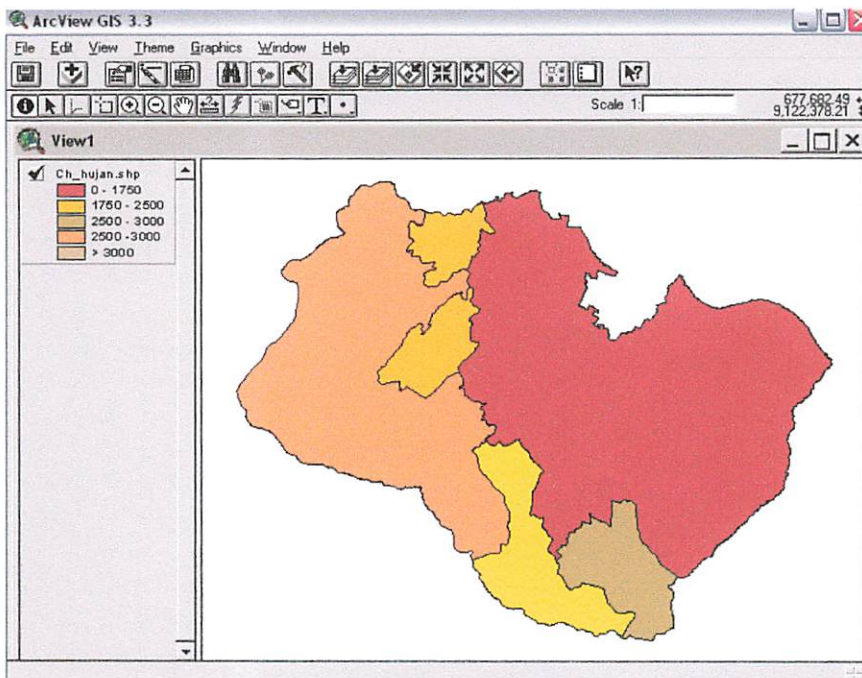 ArcView GIS 3.3
File Edit View Theme Graphics Window Help
Scale 1:
677,682.49
9,122,378.21
View1
Ch_hujan.shp
0 - 1750
1750 - 2500
2500 - 3000
2500 -3000
> 3000